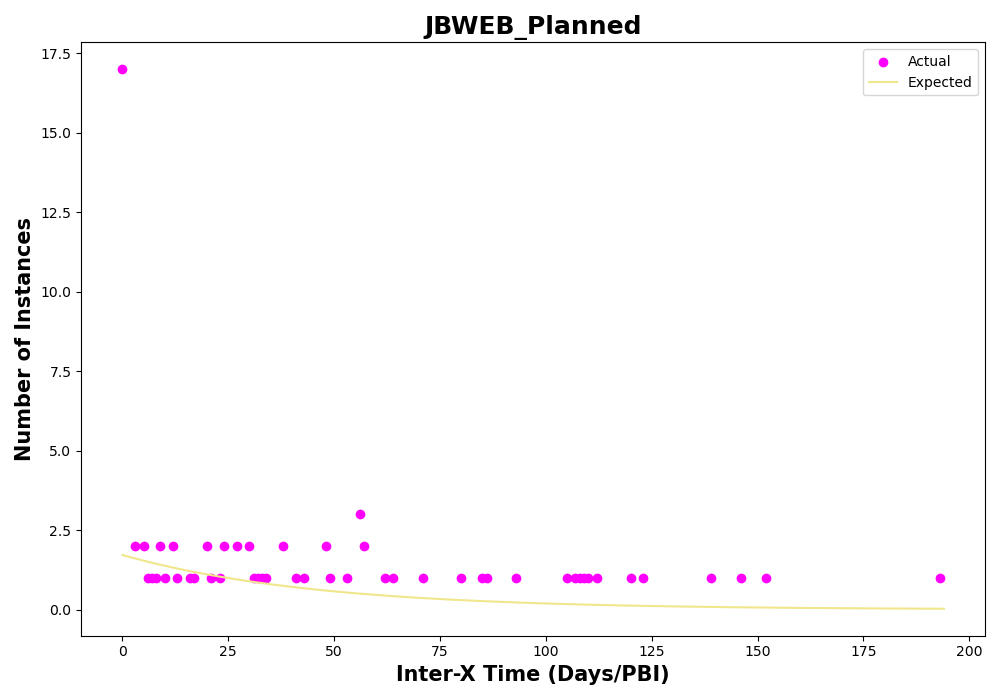 JBWEB_Planned
Actual
Expected
17.5
15.0
12.5
10.0
7.5
5.0
2.5
0.0
Number of Instances
0 25 50 75 100 125 150 175 200
Inter-X Time (Days/PBI)